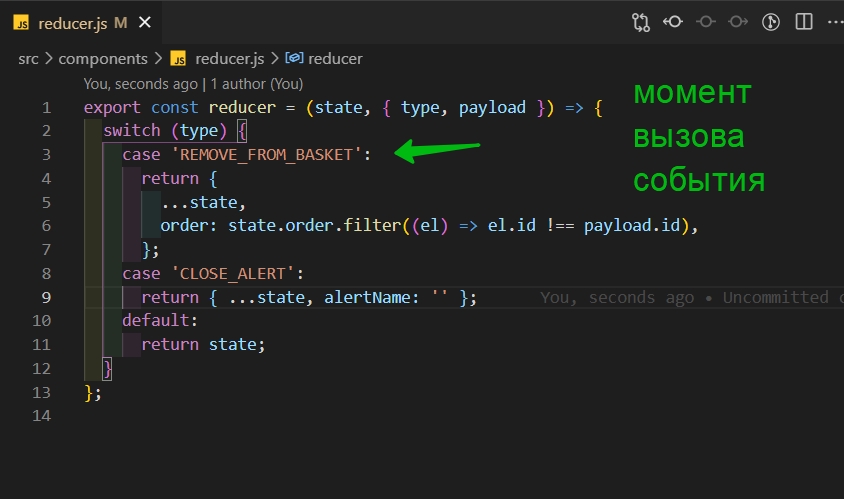 JS reducer.js M
src > components > JS reducer.js > reducer
You, seconds ago | 1 author (You)
1 export const reducer = (state, { type, payload }) => {
2 switch (type) {
3 case 'REMOVE_FROM_BASKET':
4 return {
5 ...state,
6 order: state.order.filter((el) => el.id !== payload.id),
7 };
8 case 'CLOSE_ALERT':
9 return { ...state, alertName: '' }; You, seconds ago • Uncommitted c
10 default:
11 return state;
12 }
13 };
14
момент
вызова
события